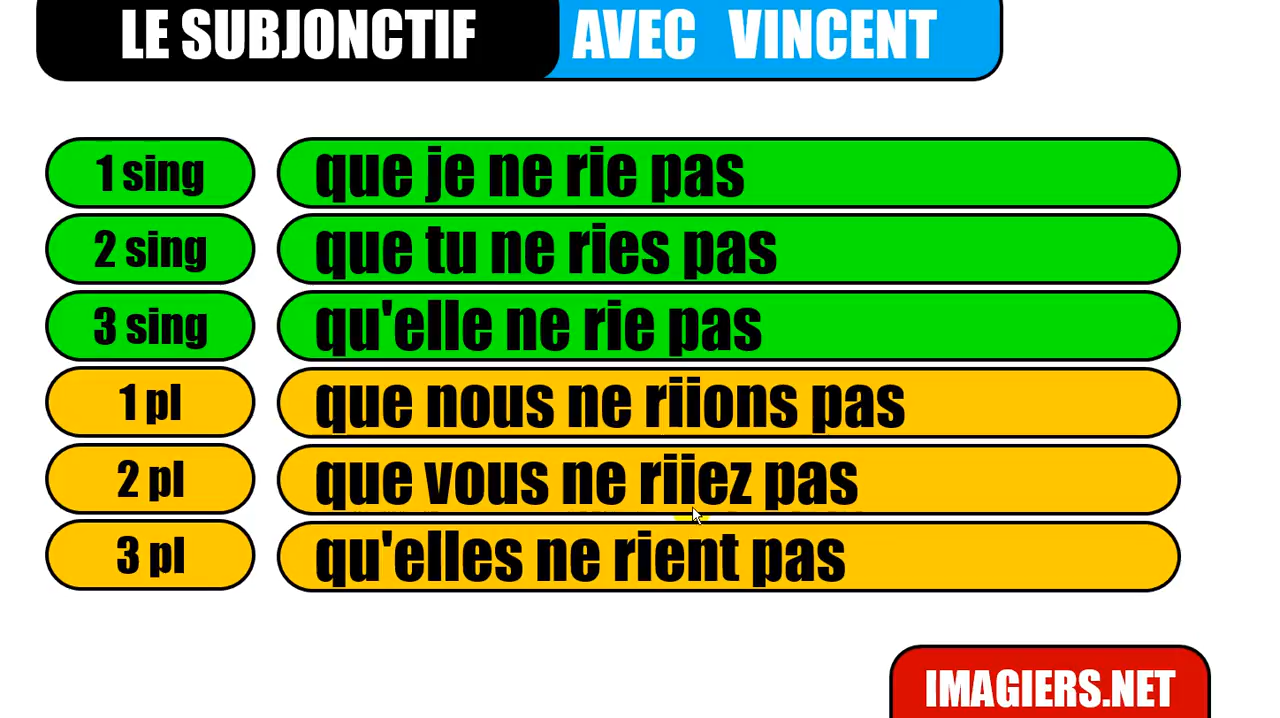 LE SUBJONCTIF AVEC VINCENT
1 sing que je ne rie pas
2 sing que tu ne ries pas
3 sing qu'elle ne rie pas
1 pl que nous ne riions pas
2 pl que vous ne riiez pas
3 pl qu'elles ne rient pas
IMAGIERS.NET